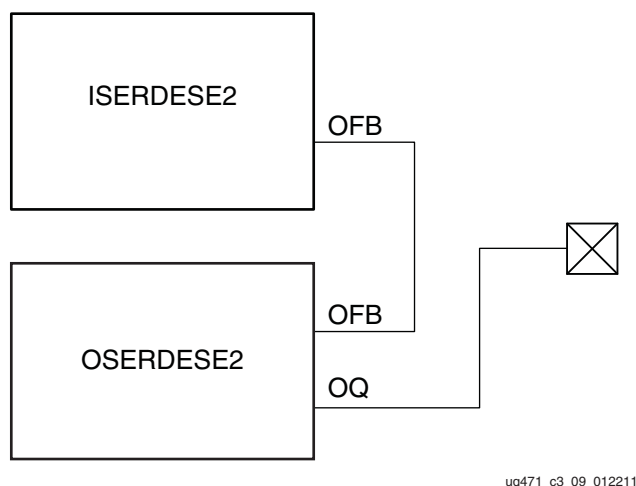 ISERDESE2
OFB
OFB
OSERDESE2
OQ
ug471_c3_09_012211